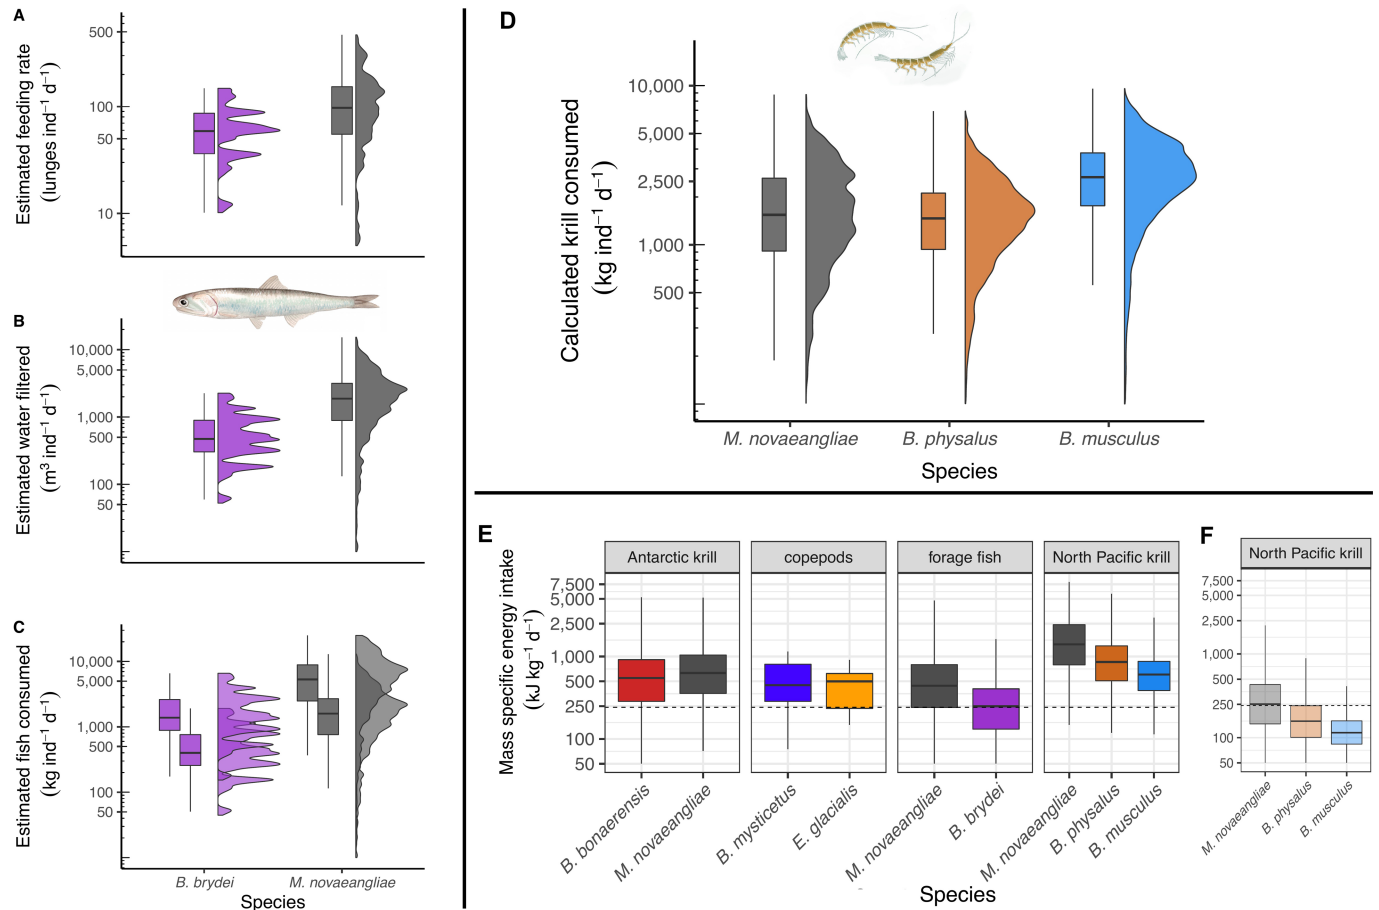 A
Estimated feeding rate
(lunges ind⁻¹ d⁻¹)
500
100
50
10
B
Estimated water filtered
(m³ ind⁻¹ d⁻¹)
10,000
5,000
1,000
500
100
50
C
Estimated fish consumed
(kg ind⁻¹ d⁻¹)
10,000
5,000
1,000
500
100
50
B. brydei
M. novaeangliae
Species
D
Calculated krill consumed
(kg ind⁻¹ d⁻¹)
10,000
5,000
2,500
1,000
500
M. novaeangliae
B. physalus
B. musculus
Species
E
Mass specific energy intake
(kJ kg⁻¹ d⁻¹)
Antarctic krill
copepods
forage fish
North Pacific krill
7,500
5,000
2,500
1,000
500
250
100
50
B. bonaerensis
M. novaeangliae
B. mysticetus
E. glacialis
M. novaeangliae
B. brydei
M. novaeangliae
B. physalus
B. musculus
Species
F
North Pacific krill
7,500
5,000
2,500
1,000
500
250
100
50
M. novaeangliae
B. physalus
B. musculus